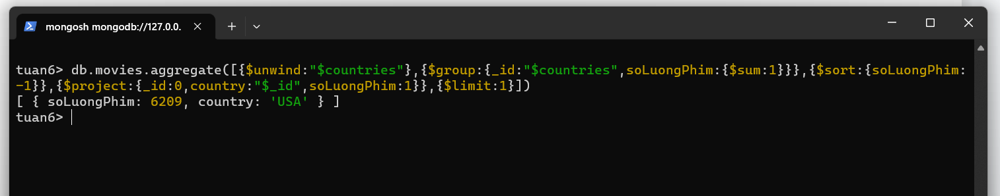 mongosh mongodb://127.0.0.
tuan6> db.movies.aggregate([{$unwind:"$countries"},{$group:{_id:"$countries",soLuongPhim:{$sum:1}}},{$sort:{soLuongPhim:
-1}},{$project:{_id:0,country:"$_id",soLuongPhim:1}},{$limit:1}])
[ { soLuongPhim: 6209, country: 'USA' } ]
tuan6>